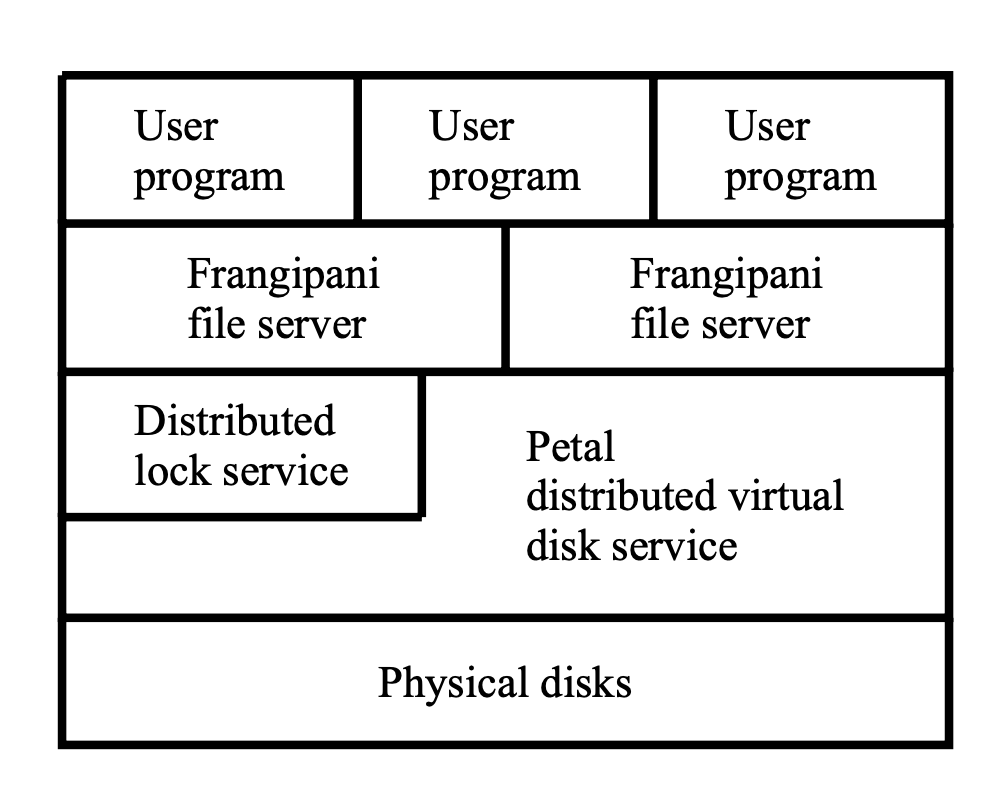 User
program
User
program
User
program
Frangipani
file server
Frangipani
file server
Distributed
lock service
Petal
distributed virtual
disk service
Physical disks